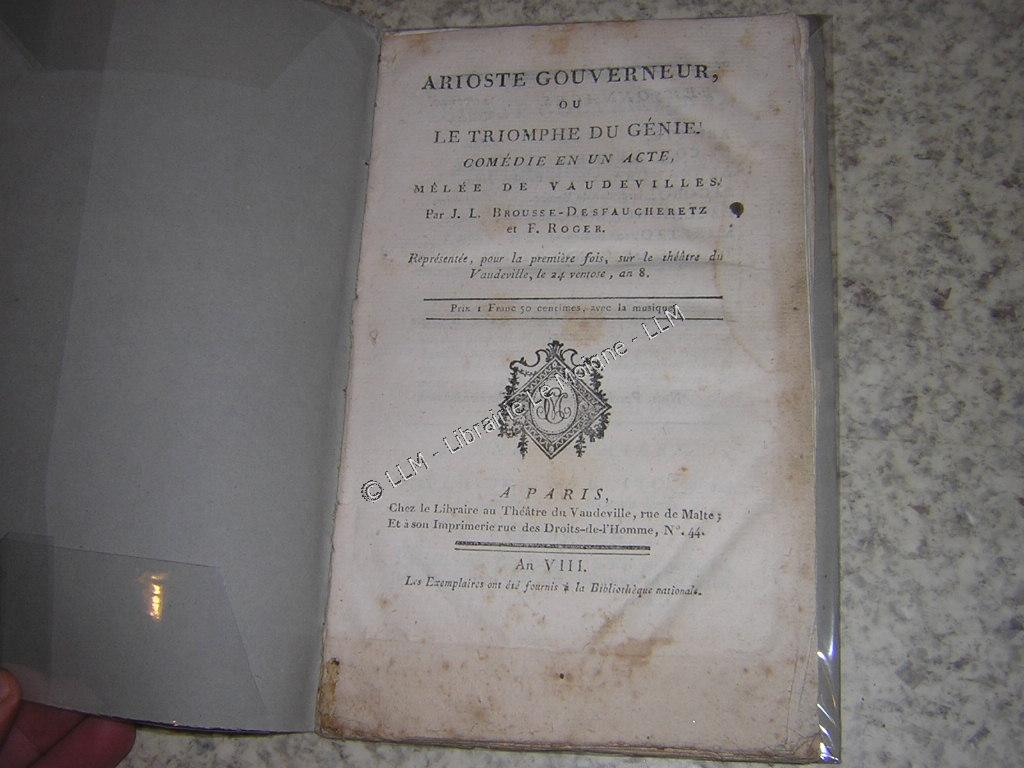 ARIOSTE GOUVERNEUR,
OU
LE TRIOMPHE DU GÉNIE.
COMÉDIE EN UN ACTE,
MÊLÉE DE VAUDEVILLES.
Par J. L. BROUSSE-DESFAUCHERETZ
et F. ROGER.
Représentée, pour la première fois, sur le théâtre du
Vaudeville, le 24 ventose, an 8.
Prix 1 Franc 50 centimes, avec la musique.
© LLM - Librairie Le Moigne - LLM
A PARIS,
Chez le Libraire au Théâtre du Vaudeville, rue de Malte;
Et à son Imprimerie rue des Droits-de-l'Homme, N°. 44.
An VIII.
Les Exemplaires ont été fournis à la Bibliothèque nationale.